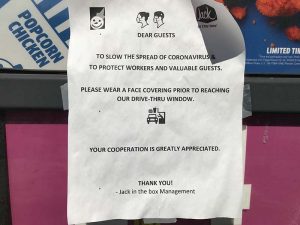 POPCORN
CHICKEN
Jack
LIMITED TI
DEAR GUESTS
TO SLOW THE SPREAD OF CORONAVIRUS &
TO PROTECT WORKERS AND VALUABLE GUESTS.
PLEASE WEAR A FACE COVERING PRIOR TO REACHING
OUR DRIVE-THRU WINDOW.
YOUR COOPERATION IS GREATLY APPRECIATED.
THANK YOU!
- Jack in the box Management